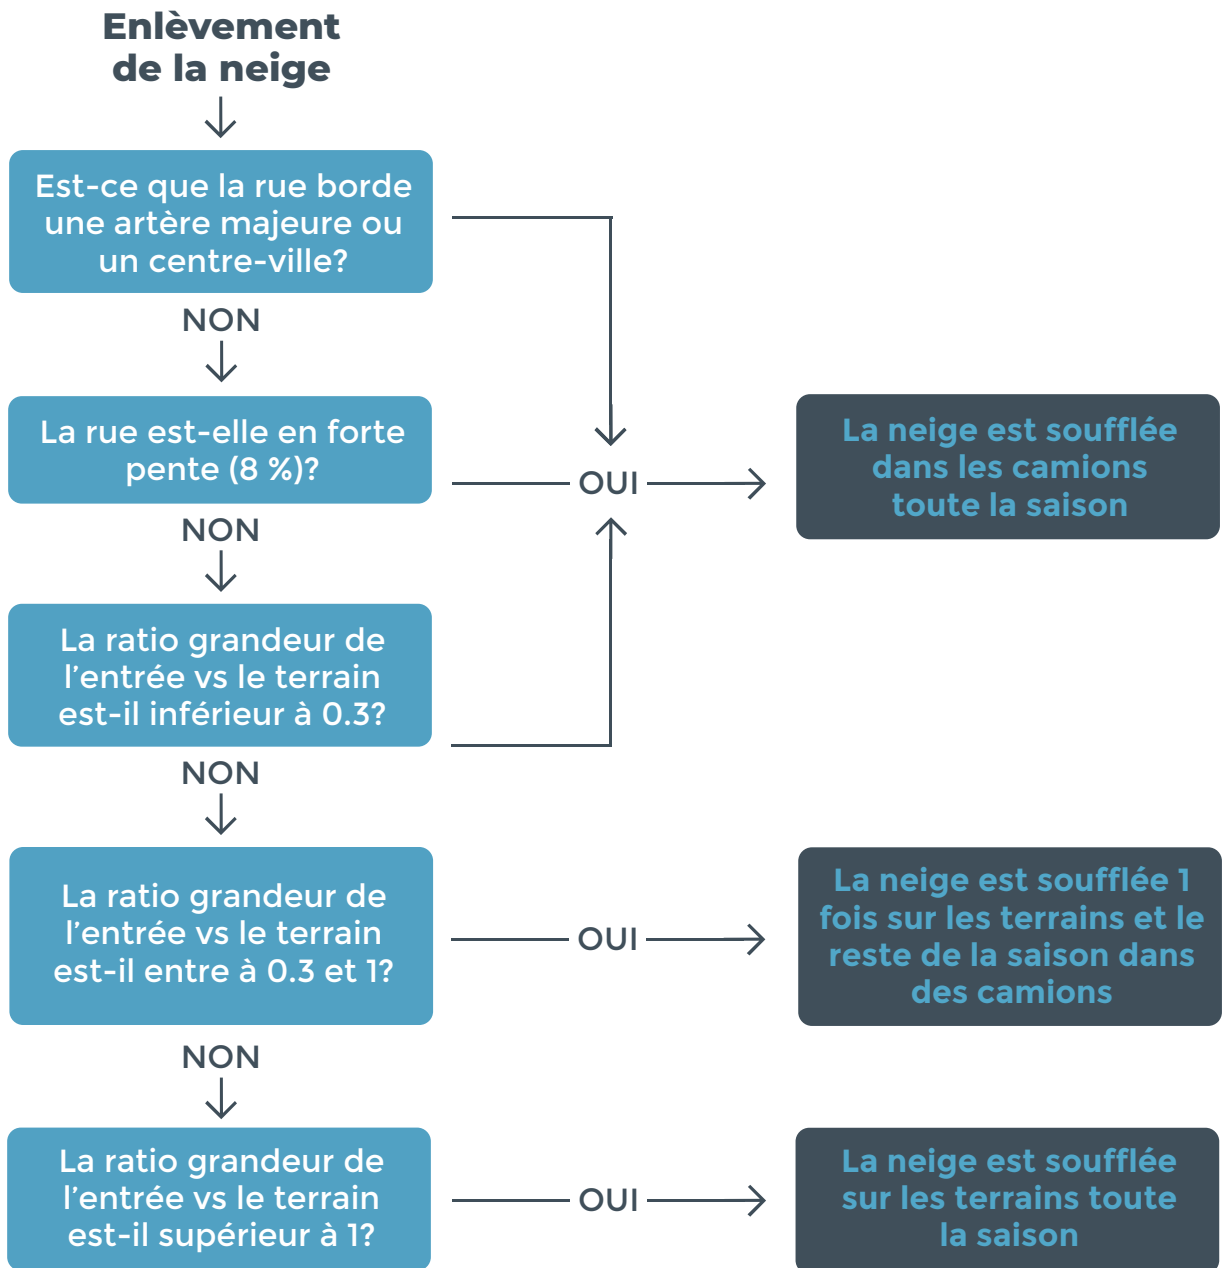 Enlèvement
de la neige
Est-ce que la rue borde
une artère majeure ou
un centre-ville?
NON
La rue est-elle en forte
pente (8 %)?
OUI
La neige est soufflée
dans les camions
toute la saison
NON
La ratio grandeur de
l'entrée vs le terrain
est-il inférieur à 0.3?
NON
La ratio grandeur de
l'entrée vs le terrain
est-il entre à 0.3 et 1?
OUI
La neige est soufflée 1
fois sur les terrains et le
reste de la saison dans
des camions
NON
La ratio grandeur de
l'entrée vs le terrain
est-il supérieur à 1?
OUI
La neige est soufflée
sur les terrains toute
la saison